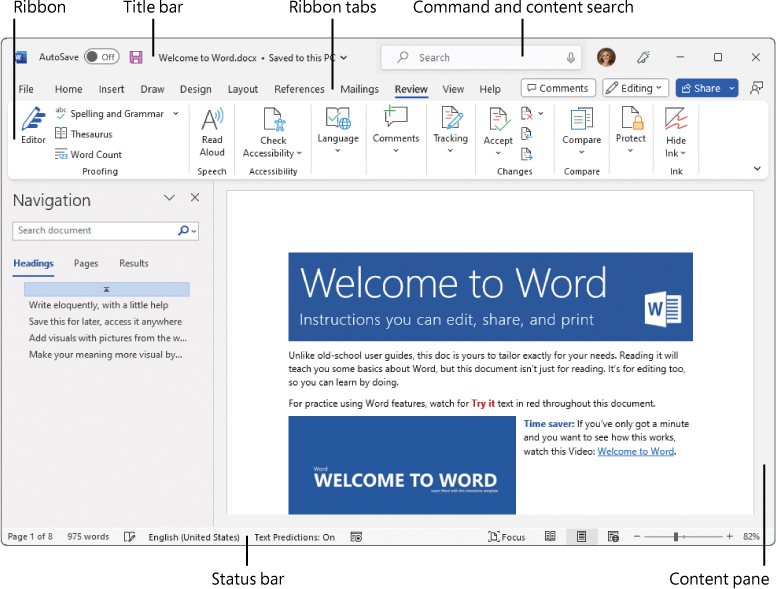 Ribbon Title bar Ribbon tabs Command and content search
AutoSave Off Welcome to Word.docx • Saved to this PC Search
File Home Insert Draw Design Layout References Mailings Review View Help Comments Editing Share
Editor
abc Spelling and Grammar
Thesaurus
123 Word Count
Proofing
Read
Aloud
Speech
Check
Accessibility
Accessibility
Language
Comments
Tracking
Accept
Changes
Compare
Compare
Protect
Hide
Ink
Ink
Navigation
Search document
Headings Pages Results
Write eloquently, with a little help
Save this for later, access it anywhere
Add visuals with pictures from the w...
Make your meaning more visual by...
Welcome to Word
Instructions you can edit, share, and print
W
Unlike old-school user guides, this doc is yours to tailor exactly for your needs. Reading it will
teach you some basics about Word, but this document isn't just for reading. It's for editing too,
so you can learn by doing.
For practice using Word features, watch for Try it text in red throughout this document.
Word
WELCOME TO WORD
Learn Word with this interactive template
Time saver: If you've only got a minute
and you want to see how this works,
watch this Video: Welcome to Word.
Page 1 of 8 975 words English (United States) Text Predictions: On Focus 82%
Status bar Content pane